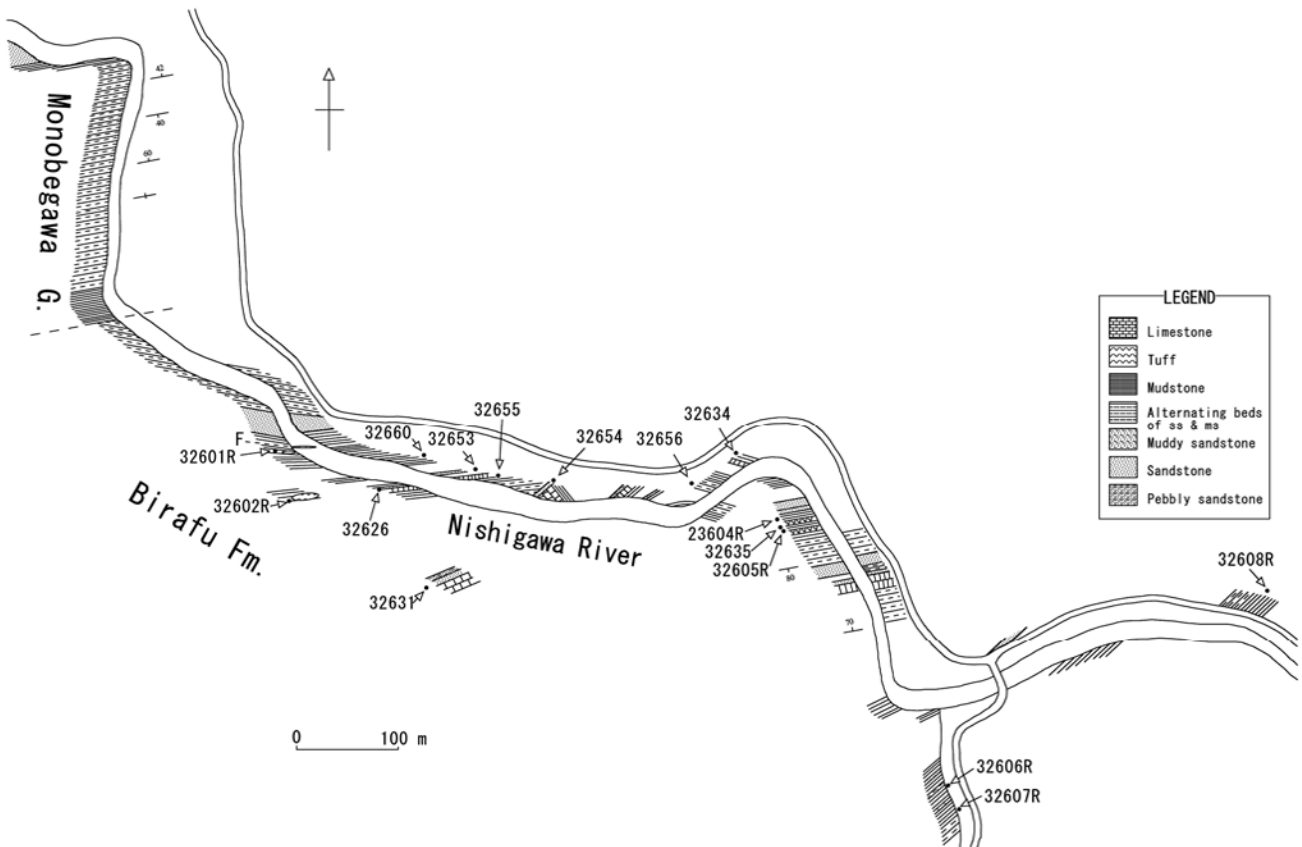 Monobegawa G.
42
Birafu Fm.
Nishigawa River
F
32601R
32602R
32660
32653
32655
32654
32656
32634
32626
32631
23604R
32635
32605R
80
70
32608R
32606R
32607R
0 100 m
LEGEND
Limestone
Tuff
Mudstone
Alternating beds
of ss & ms
Muddy sandstone
Sandstone
Pebbly sandstone